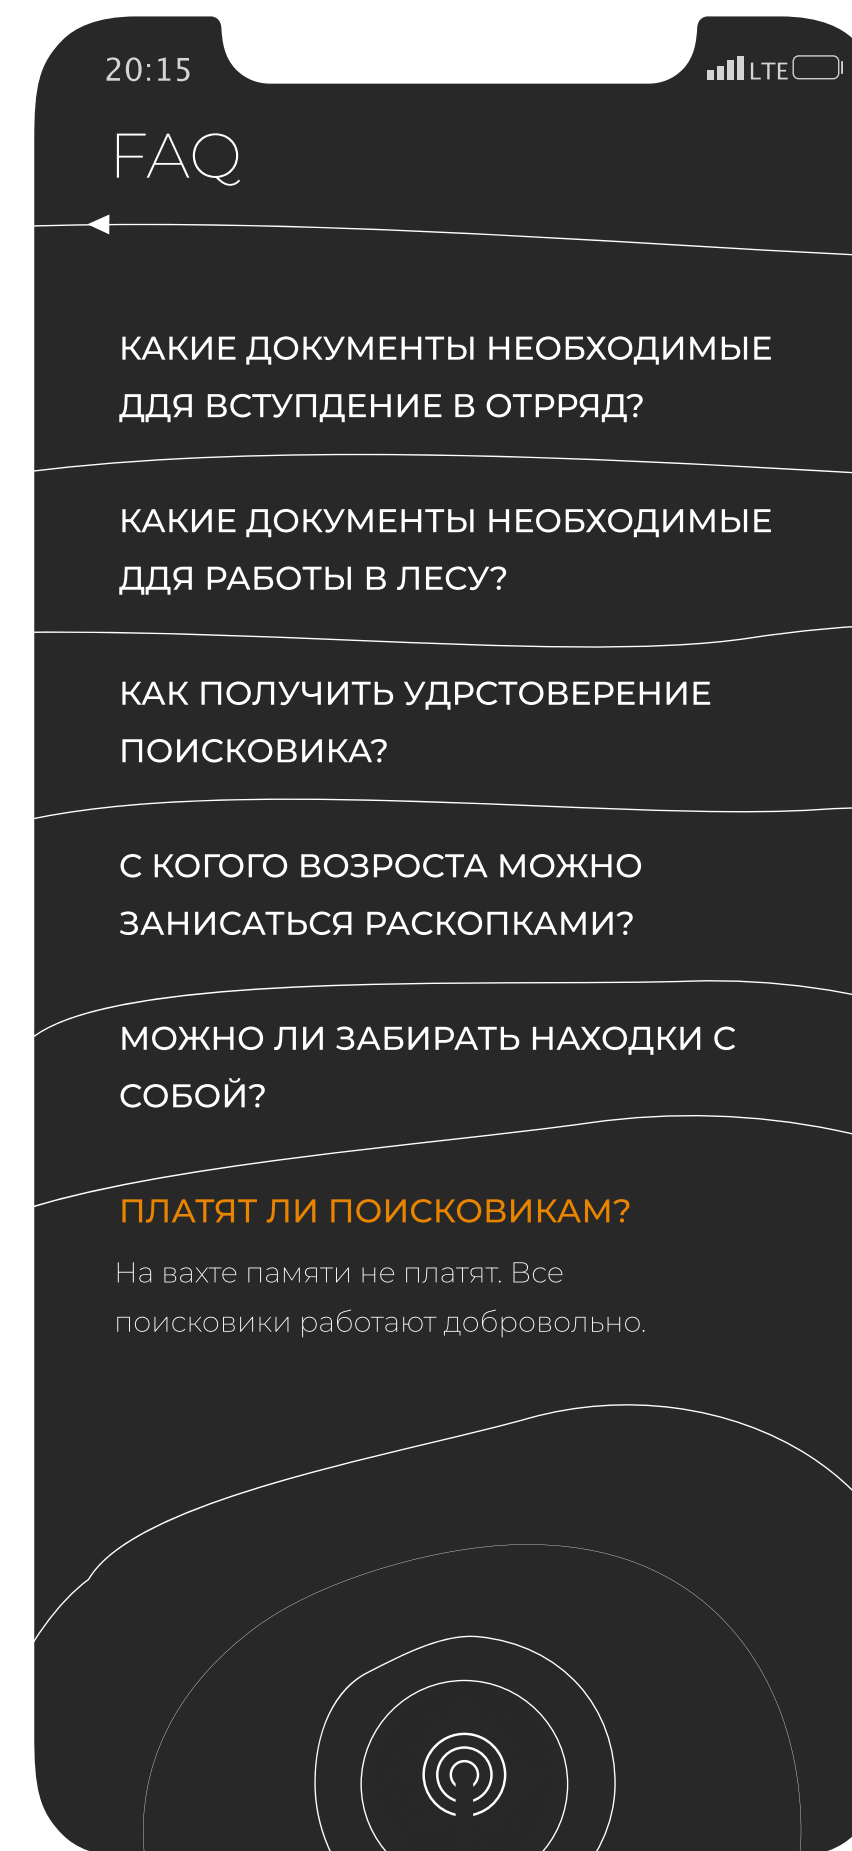 20:15
LTE
FAQ
КАКИЕ ДОКУМЕНТЫ НЕОБХОДИМЫЕ
ДДЯ ВСТУПДЕНИЕ В ОТРРЯД?
КАКИЕ ДОКУМЕНТЫ НЕОБХОДИМЫЕ
ДДЯ РАБОТЫ В ЛЕСУ?
КАК ПОЛУЧИТЬ УДРСТОВЕРЕНИЕ
ПОИСКОВИКА?
С КОГОГО ВОЗРОСТА МОЖНО
ЗАНИСАТЬСЯ РАСКОПКАМИ?
МОЖНО ЛИ ЗАБИРАТЬ НАХОДКИ С
СОБОЙ?
ПЛАТЯТ ЛИ ПОИСКОВИКАМ?
На вахте памяти не платят. Все
поисковики работают добровольно.